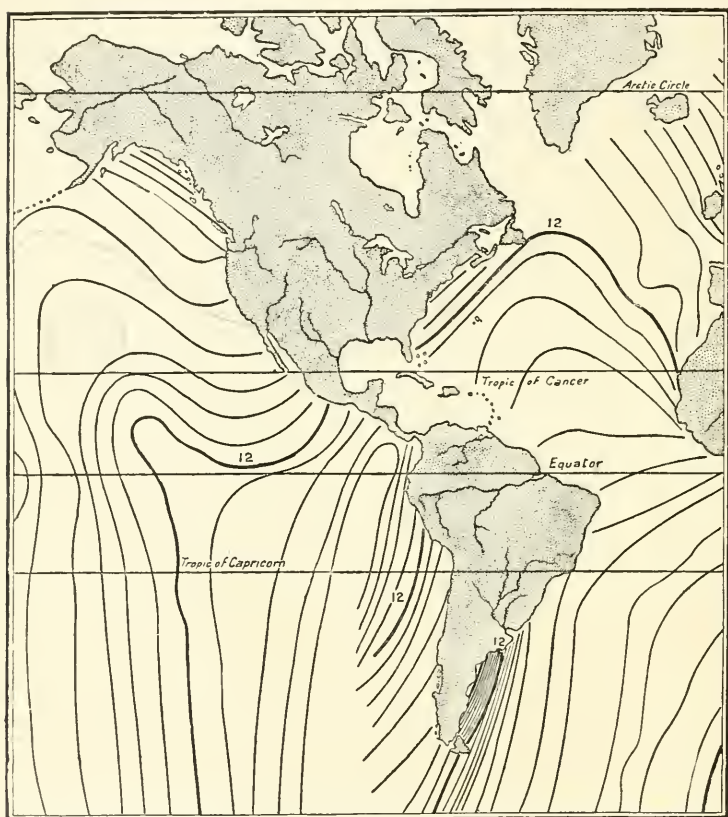 Arctic Circle
12
Tropic of Cancer
12
Equator
Tropic of Capricorn
12
12